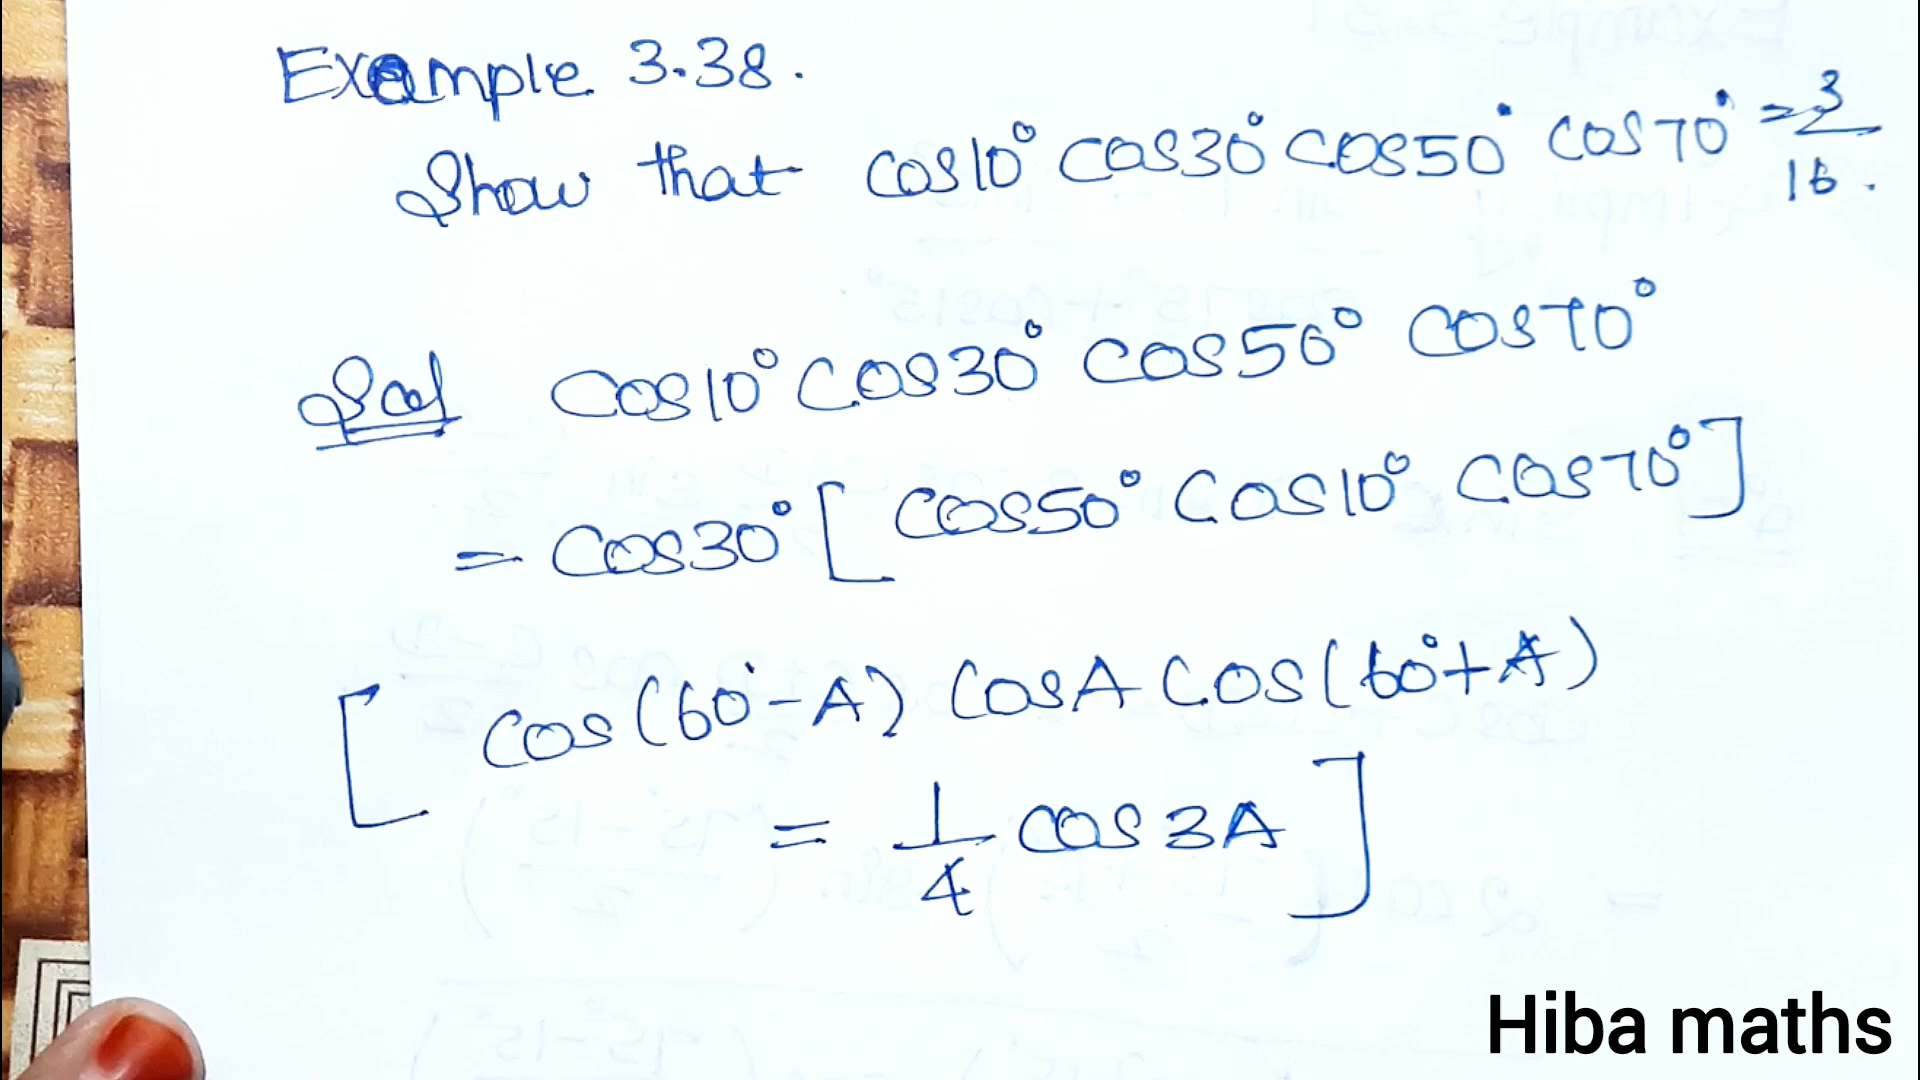 Example 3.38.
Show that cos10° cos30° cos50° cos70° = 3/16.
Sol cos10° cos30° cos50° cos70°
= cos30° [ cos50° cos10° cos70° ]
[ cos(60°-A) cosA cos(60°+A)
= 1/4 cos3A ]
Hiba maths